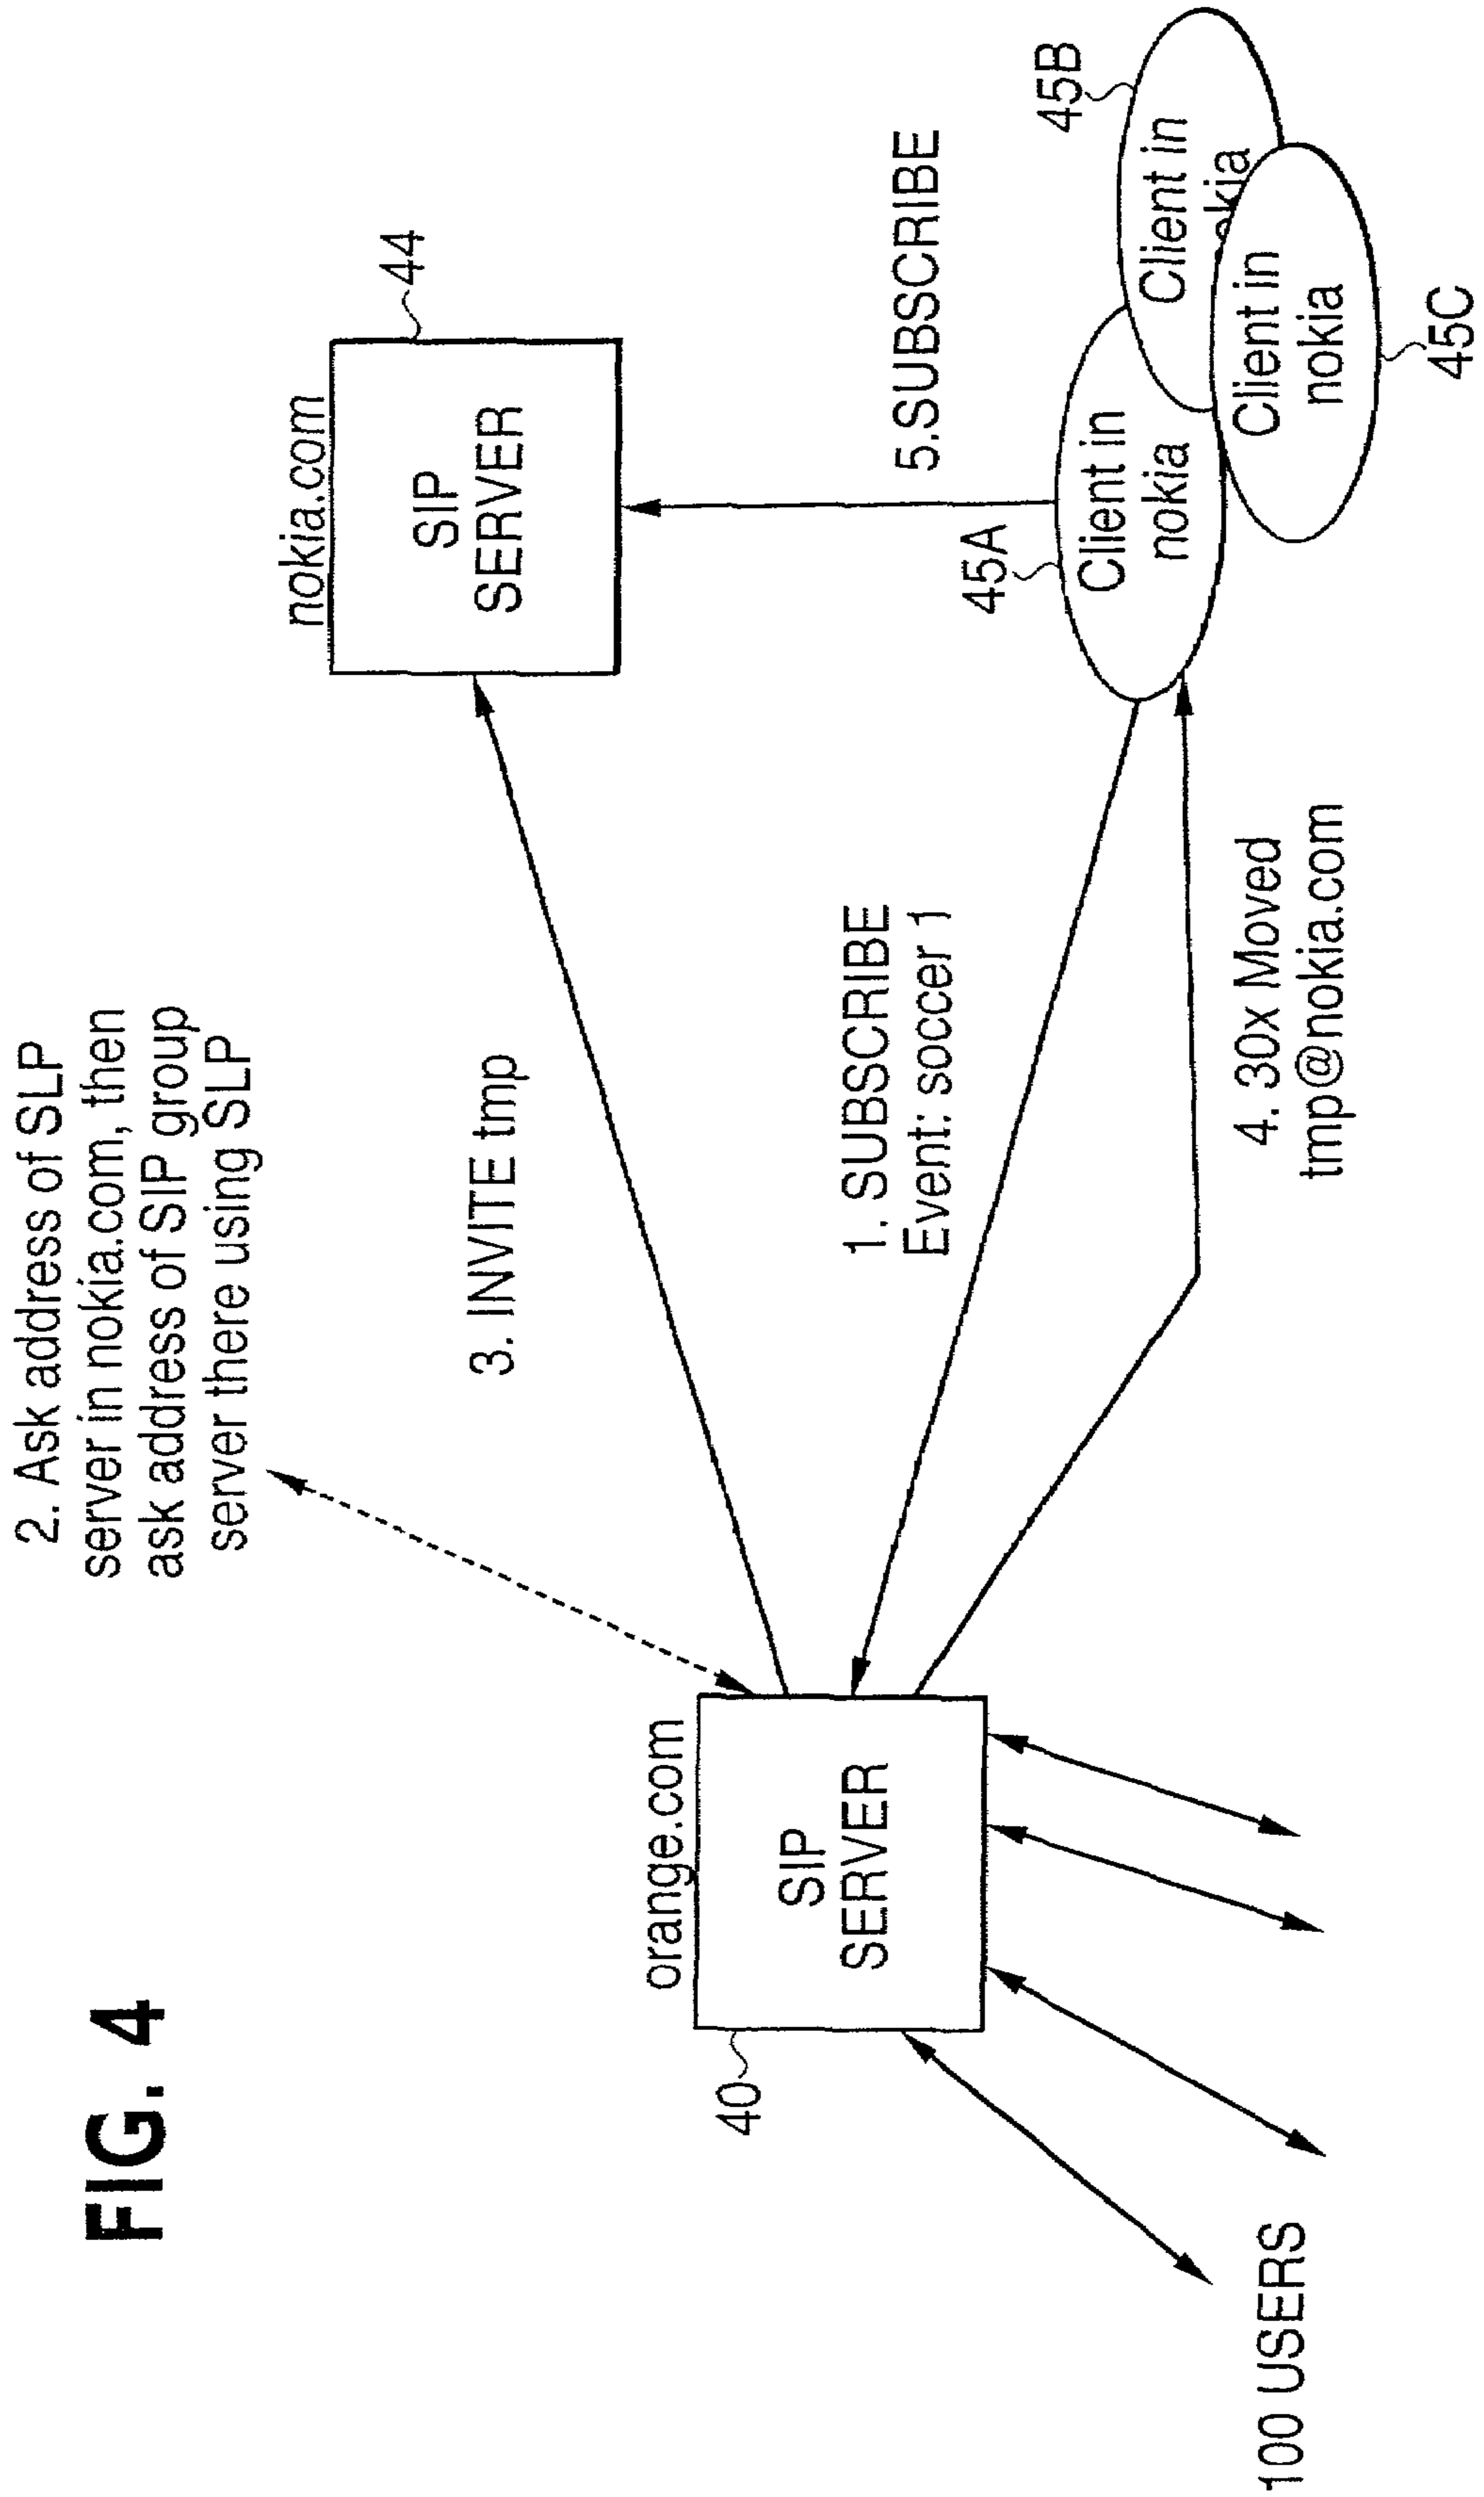 FIG. 4
2. Ask address of SLP
server in nokia.com, then
ask address of SIP group
server there using SLP
nokia.com
44
SIP
SERVER
3. INVITE tmp
orange.com
40
SIP
SERVER
1. SUBSCRIBE
Event: soccer 1
5.SUBSCRIBE
45A
Client in
nokia
45B
Client in
Client in
nokia
45C
4. 30x Moved
tmp@nokia.com
100 USERS